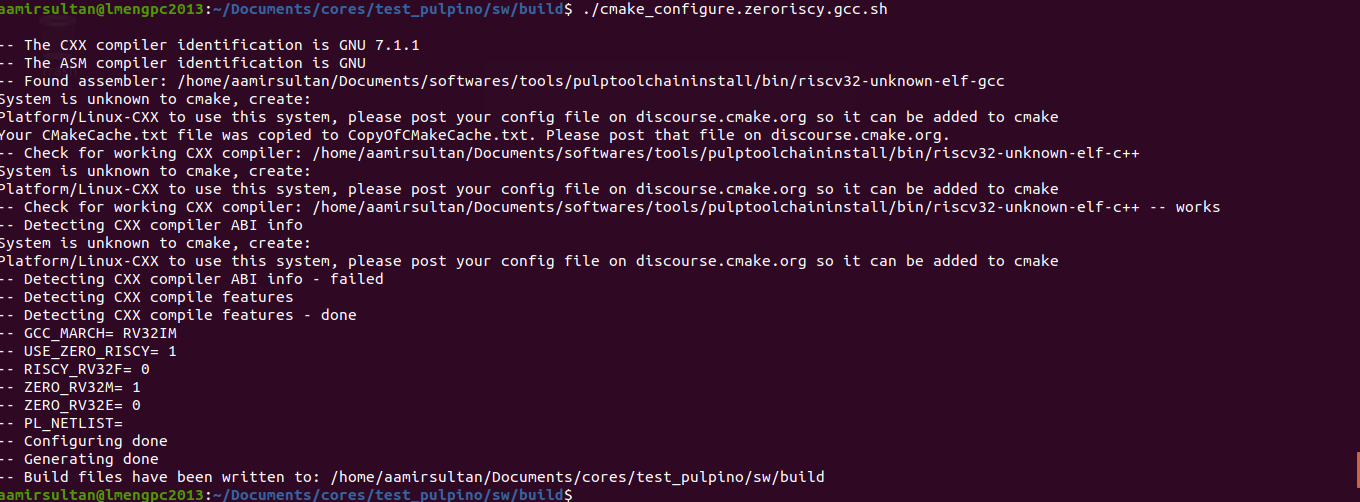 aamirsultan@lmengpc2013:~/Documents/cores/test_pulpino/sw/build$ ./cmake_configure.zeroriscy.gcc.sh
-- The CXX compiler identification is GNU 7.1.1
-- The ASM compiler identification is GNU
-- Found assembler: /home/aamirsultan/Documents/softwares/tools/pulptoolchaininstall/bin/riscv32-unknown-elf-gcc
System is unknown to cmake, create:
Platform/Linux-CXX to use this system, please post your config file on discourse.cmake.org so it can be added to cmake
Your CMakeCache.txt file was copied to CopyOfCMakeCache.txt. Please post that file on discourse.cmake.org.
-- Check for working CXX compiler: /home/aamirsultan/Documents/softwares/tools/pulptoolchaininstall/bin/riscv32-unknown-elf-c++
System is unknown to cmake, create:
Platform/Linux-CXX to use this system, please post your config file on discourse.cmake.org so it can be added to cmake
-- Check for working CXX compiler: /home/aamirsultan/Documents/softwares/tools/pulptoolchaininstall/bin/riscv32-unknown-elf-c++ -- works
-- Detecting CXX compiler ABI info
System is unknown to cmake, create:
Platform/Linux-CXX to use this system, please post your config file on discourse.cmake.org so it can be added to cmake
-- Detecting CXX compiler ABI info - failed
-- Detecting CXX compile features
-- Detecting CXX compile features - done
-- GCC_MARCH= RV32IM
-- USE_ZERO_RISCY= 1
-- RISCY_RV32F= 0
-- ZERO_RV32M= 1
-- ZERO_RV32E= 0
-- PL_NETLIST=
-- Configuring done
-- Generating done
-- Build files have been written to: /home/aamirsultan/Documents/cores/test_pulpino/sw/build
aamirsultan@lmengpc2013:~/Documents/cores/test_pulpino/sw/build$